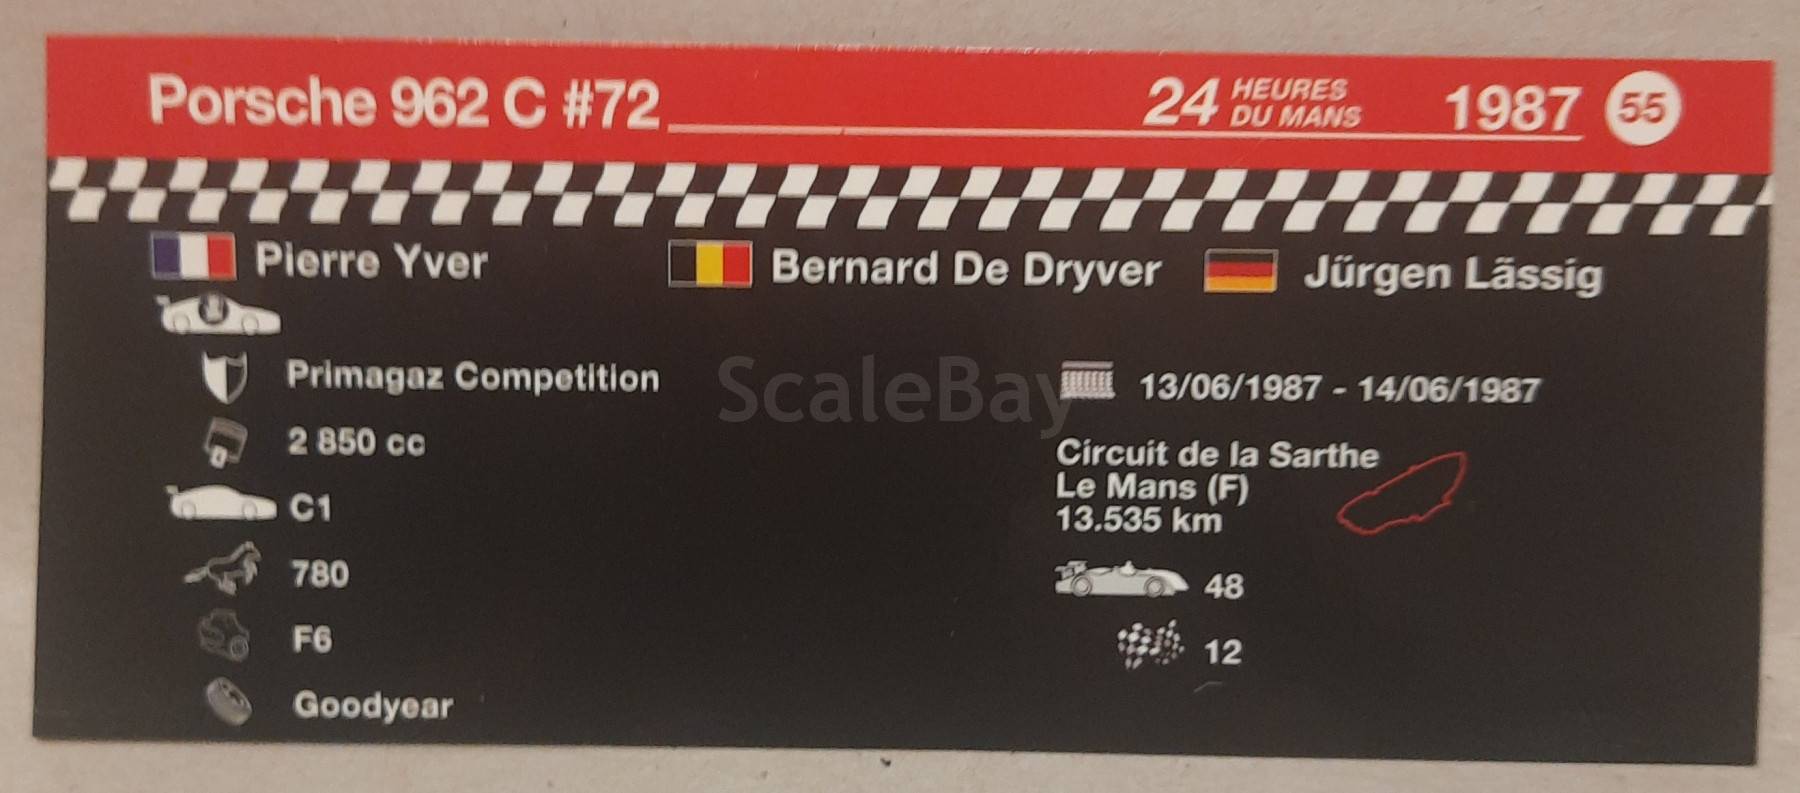 Porsche 962 C #72
24 HEURES DU MANS 1987 55
Pierre Yver
Bernard De Dryver
Jürgen Lässig
Primagaz Competition
2 850 cc
C1
780
F6
Goodyear
ScaleBay
13/06/1987 - 14/06/1987
Circuit de la Sarthe
Le Mans (F)
13.535 km
48
12